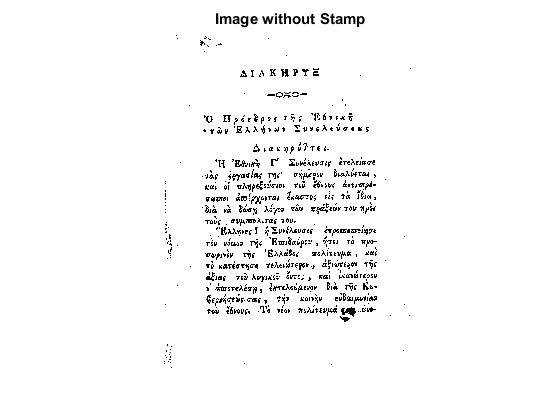 Image without Stamp
ΔΙΑΚΗΡΥΞ
Ὁ Πρόεδρος τῆς Ἐθνικῆ
τῶν Ἑλλήνων Συνελεύσεως
Διακηρύττει.
Ἡ Ἐθνικὴ Γ΄ Συνέλευσις ἐτελείωσε
τὰς ἐργασίας της· σήμερον διαλύεται,
καὶ οἱ πληρεξούσιοι τοῦ ἔθνους ἀντιπρό-
σωποι ἀπέρχονται ἕκαστος εἰς τὰ ἴδια,
διὰ νὰ δώσῃ λόγον τῶν πράξεών του πρὸς
τοὺς συμπολίτας του.
Ἕλληνες! ἡ Συνέλευσις ἐτροποποίησε
τὸν νόμον τῆς Ἐπιδαύρου, ἤτοι τὸ προ-
σωρινὸν τῆς Ἑλλάδος πολίτευμα, καὶ
τὸ κατέστησε τελειώτερον, ἀξιώτερον τῆς
ἀξίας τοῦ λογικοῦ ὄντος, καὶ ἱκανώτερον
ν' ἀποτελέσῃ, ἐκτελούμενον διὰ τῆς Κυ-
βερνήσεώς σας, τὴν κοινὴν εὐδαιμονίαν
τοῦ ἔθνους. Τὸ νέον πολίτευμα